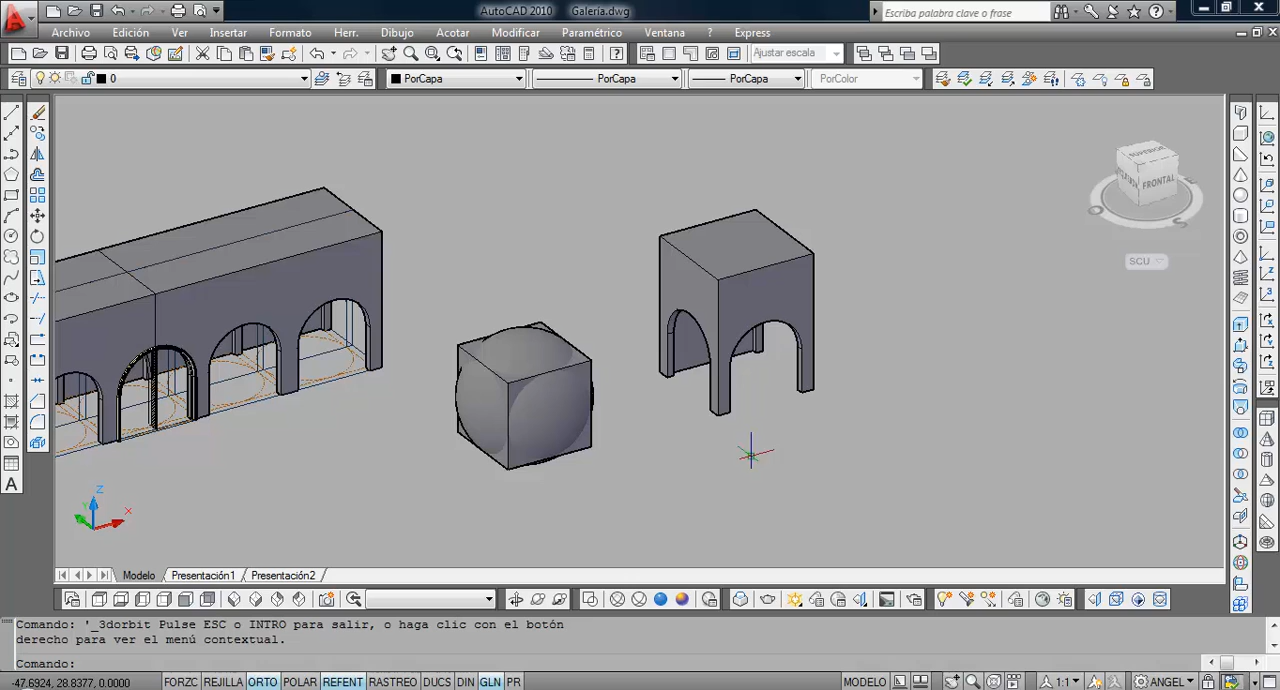 AutoCAD 2010 Galeria.dwg
Escriba palabra clave o frase
Archivo Edición Ver Insertar Formato Herr. Dibujo Acotar Modificar Paramétrico Ventana ? Express
Ajustar escala
0 PorCapa PorCapa PorCapa PorColor
SUPERIOR
FRONTAL
SCU
Z
X
Modelo Presentación1 Presentación2
Comando: '_3dorbit Pulse ESC o INTRO para salir, o haga clic con el botón
derecho para ver el menú contextual.
Comando:
-47.6924, 28.8377, 0.0000 FORZC REJILLA ORTO POLAR REFENT RASTREO DUCS DIN GLN PR MODELO 1:1 ANGEL